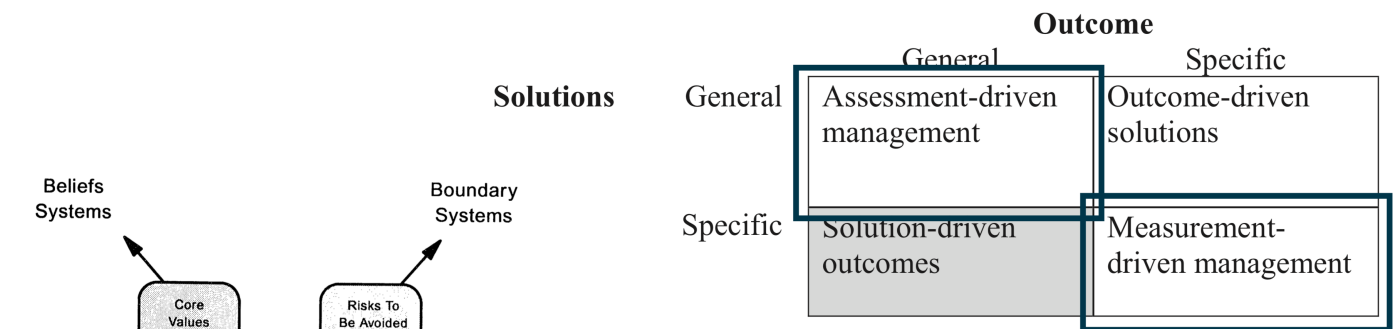 Outcome
General Specific
Solutions General Assessment-driven Outcome-driven
management solutions
Specific Solution-driven Measurement-
outcomes driven management
Beliefs
Systems
Boundary
Systems
Core
Values
Risks To
Be Avoided